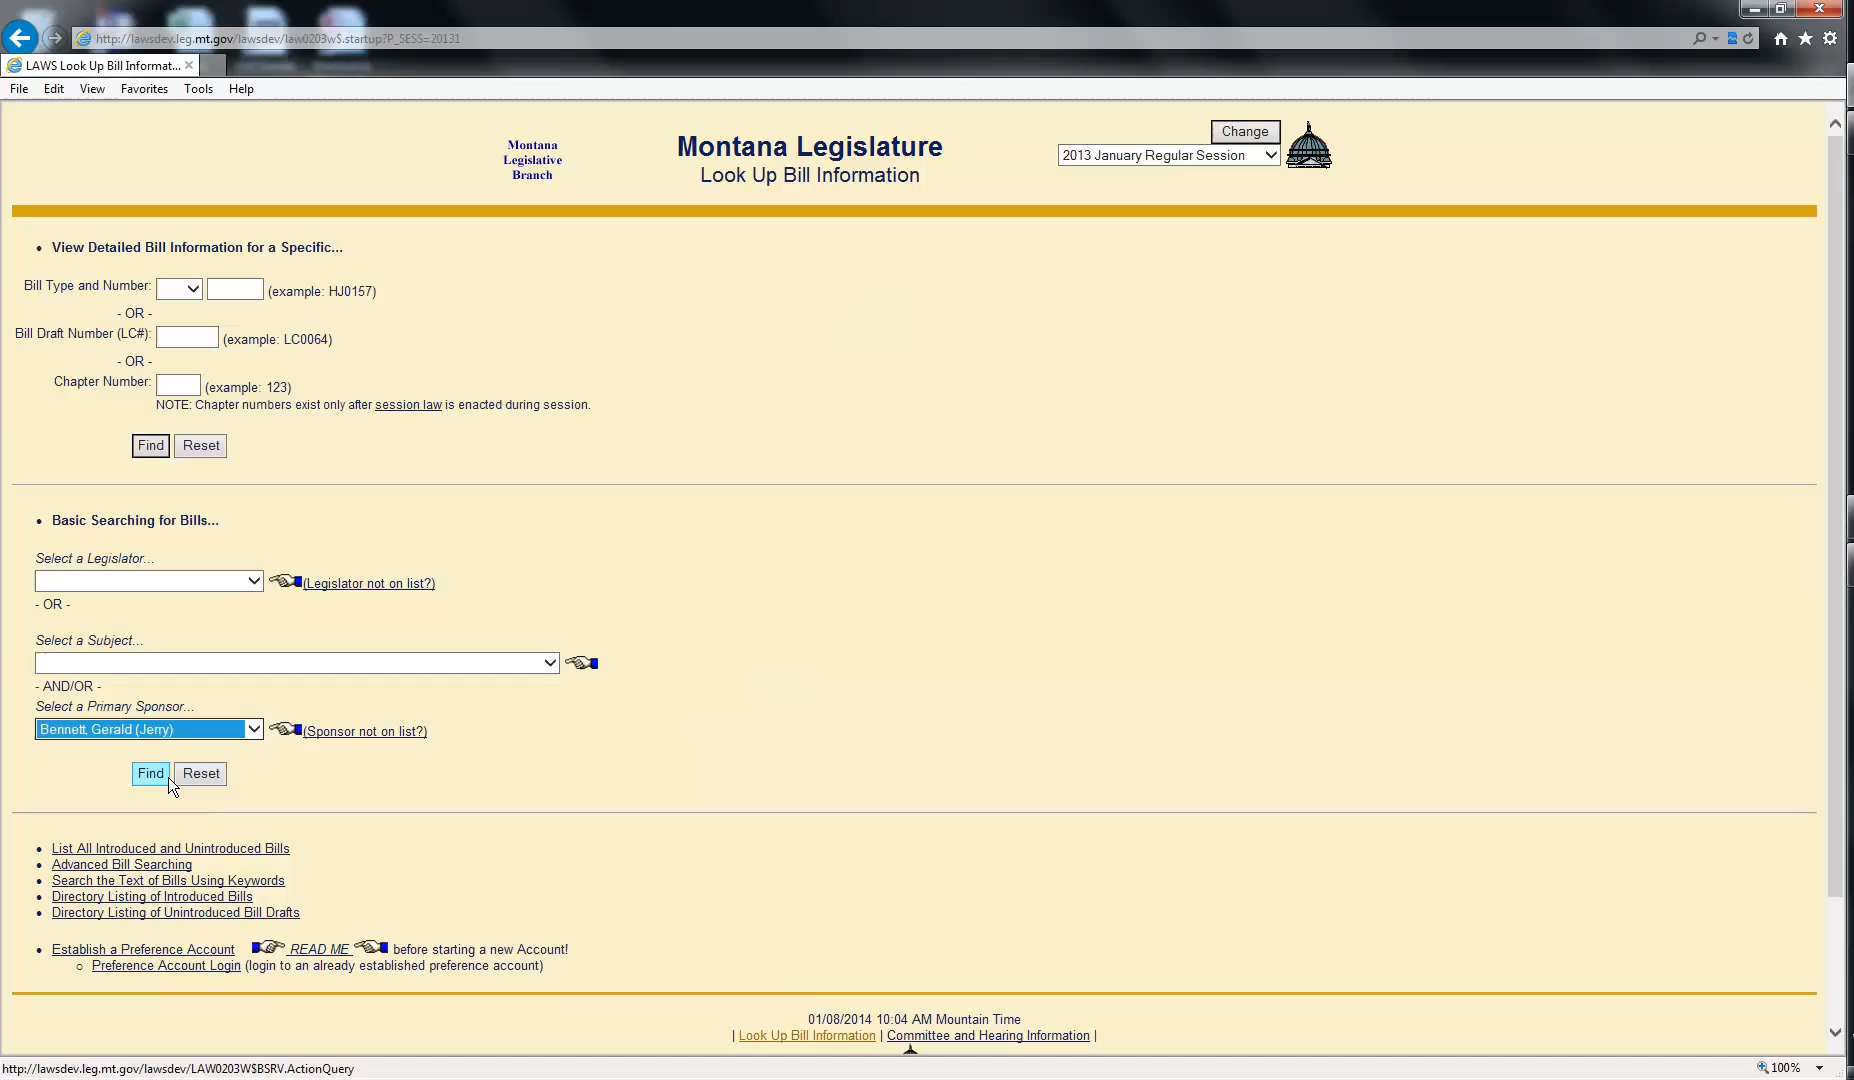 http://lawsdev.leg.mt.gov/lawsdev/law0203w$.startup?P_SESS=20131
LAWS Look Up Bill Informat...
File Edit View Favorites Tools Help
Montana
Legislative
Branch
Montana Legislature
Look Up Bill Information
Change
2013 January Regular Session
• View Detailed Bill Information for a Specific...
Bill Type and Number: (example: HJ0157)
- OR -
Bill Draft Number (LC#): (example: LC0064)
- OR -
Chapter Number: (example: 123)
NOTE: Chapter numbers exist only after session law is enacted during session.
Find Reset
• Basic Searching for Bills...
Select a Legislator...
(Legislator not on list?)
- OR -
Select a Subject...
- AND/OR -
Select a Primary Sponsor...
Bennett, Gerald (Jerry) (Sponsor not on list?)
Find Reset
• List All Introduced and Unintroduced Bills
• Advanced Bill Searching
• Search the Text of Bills Using Keywords
• Directory Listing of Introduced Bills
• Directory Listing of Unintroduced Bill Drafts
• Establish a Preference Account READ ME before starting a new Account!
○ Preference Account Login (login to an already established preference account)
01/08/2014 10:04 AM Mountain Time
| Look Up Bill Information | Committee and Hearing Information |
http://lawsdev.leg.mt.gov/lawsdev/LAW0203W$BSRV.ActionQuery
100%